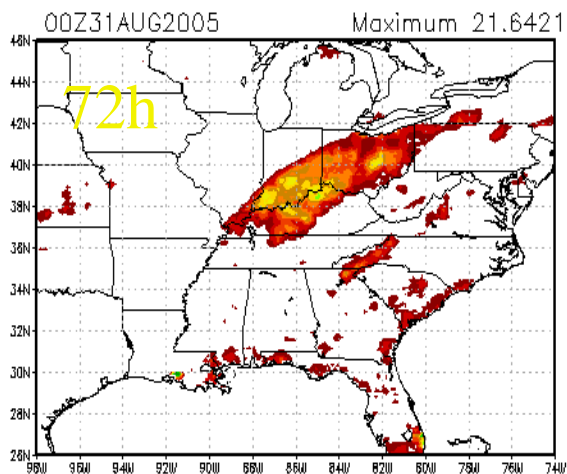 00Z31AUG2005 Maximum 21.6421
46N
44N
72h
42N
40N
38N
36N
34N
32N
30N
28N
26N
98W 96W 94W 92W 90W 88W 86W 84W 82W 80W 78W 76W 74W